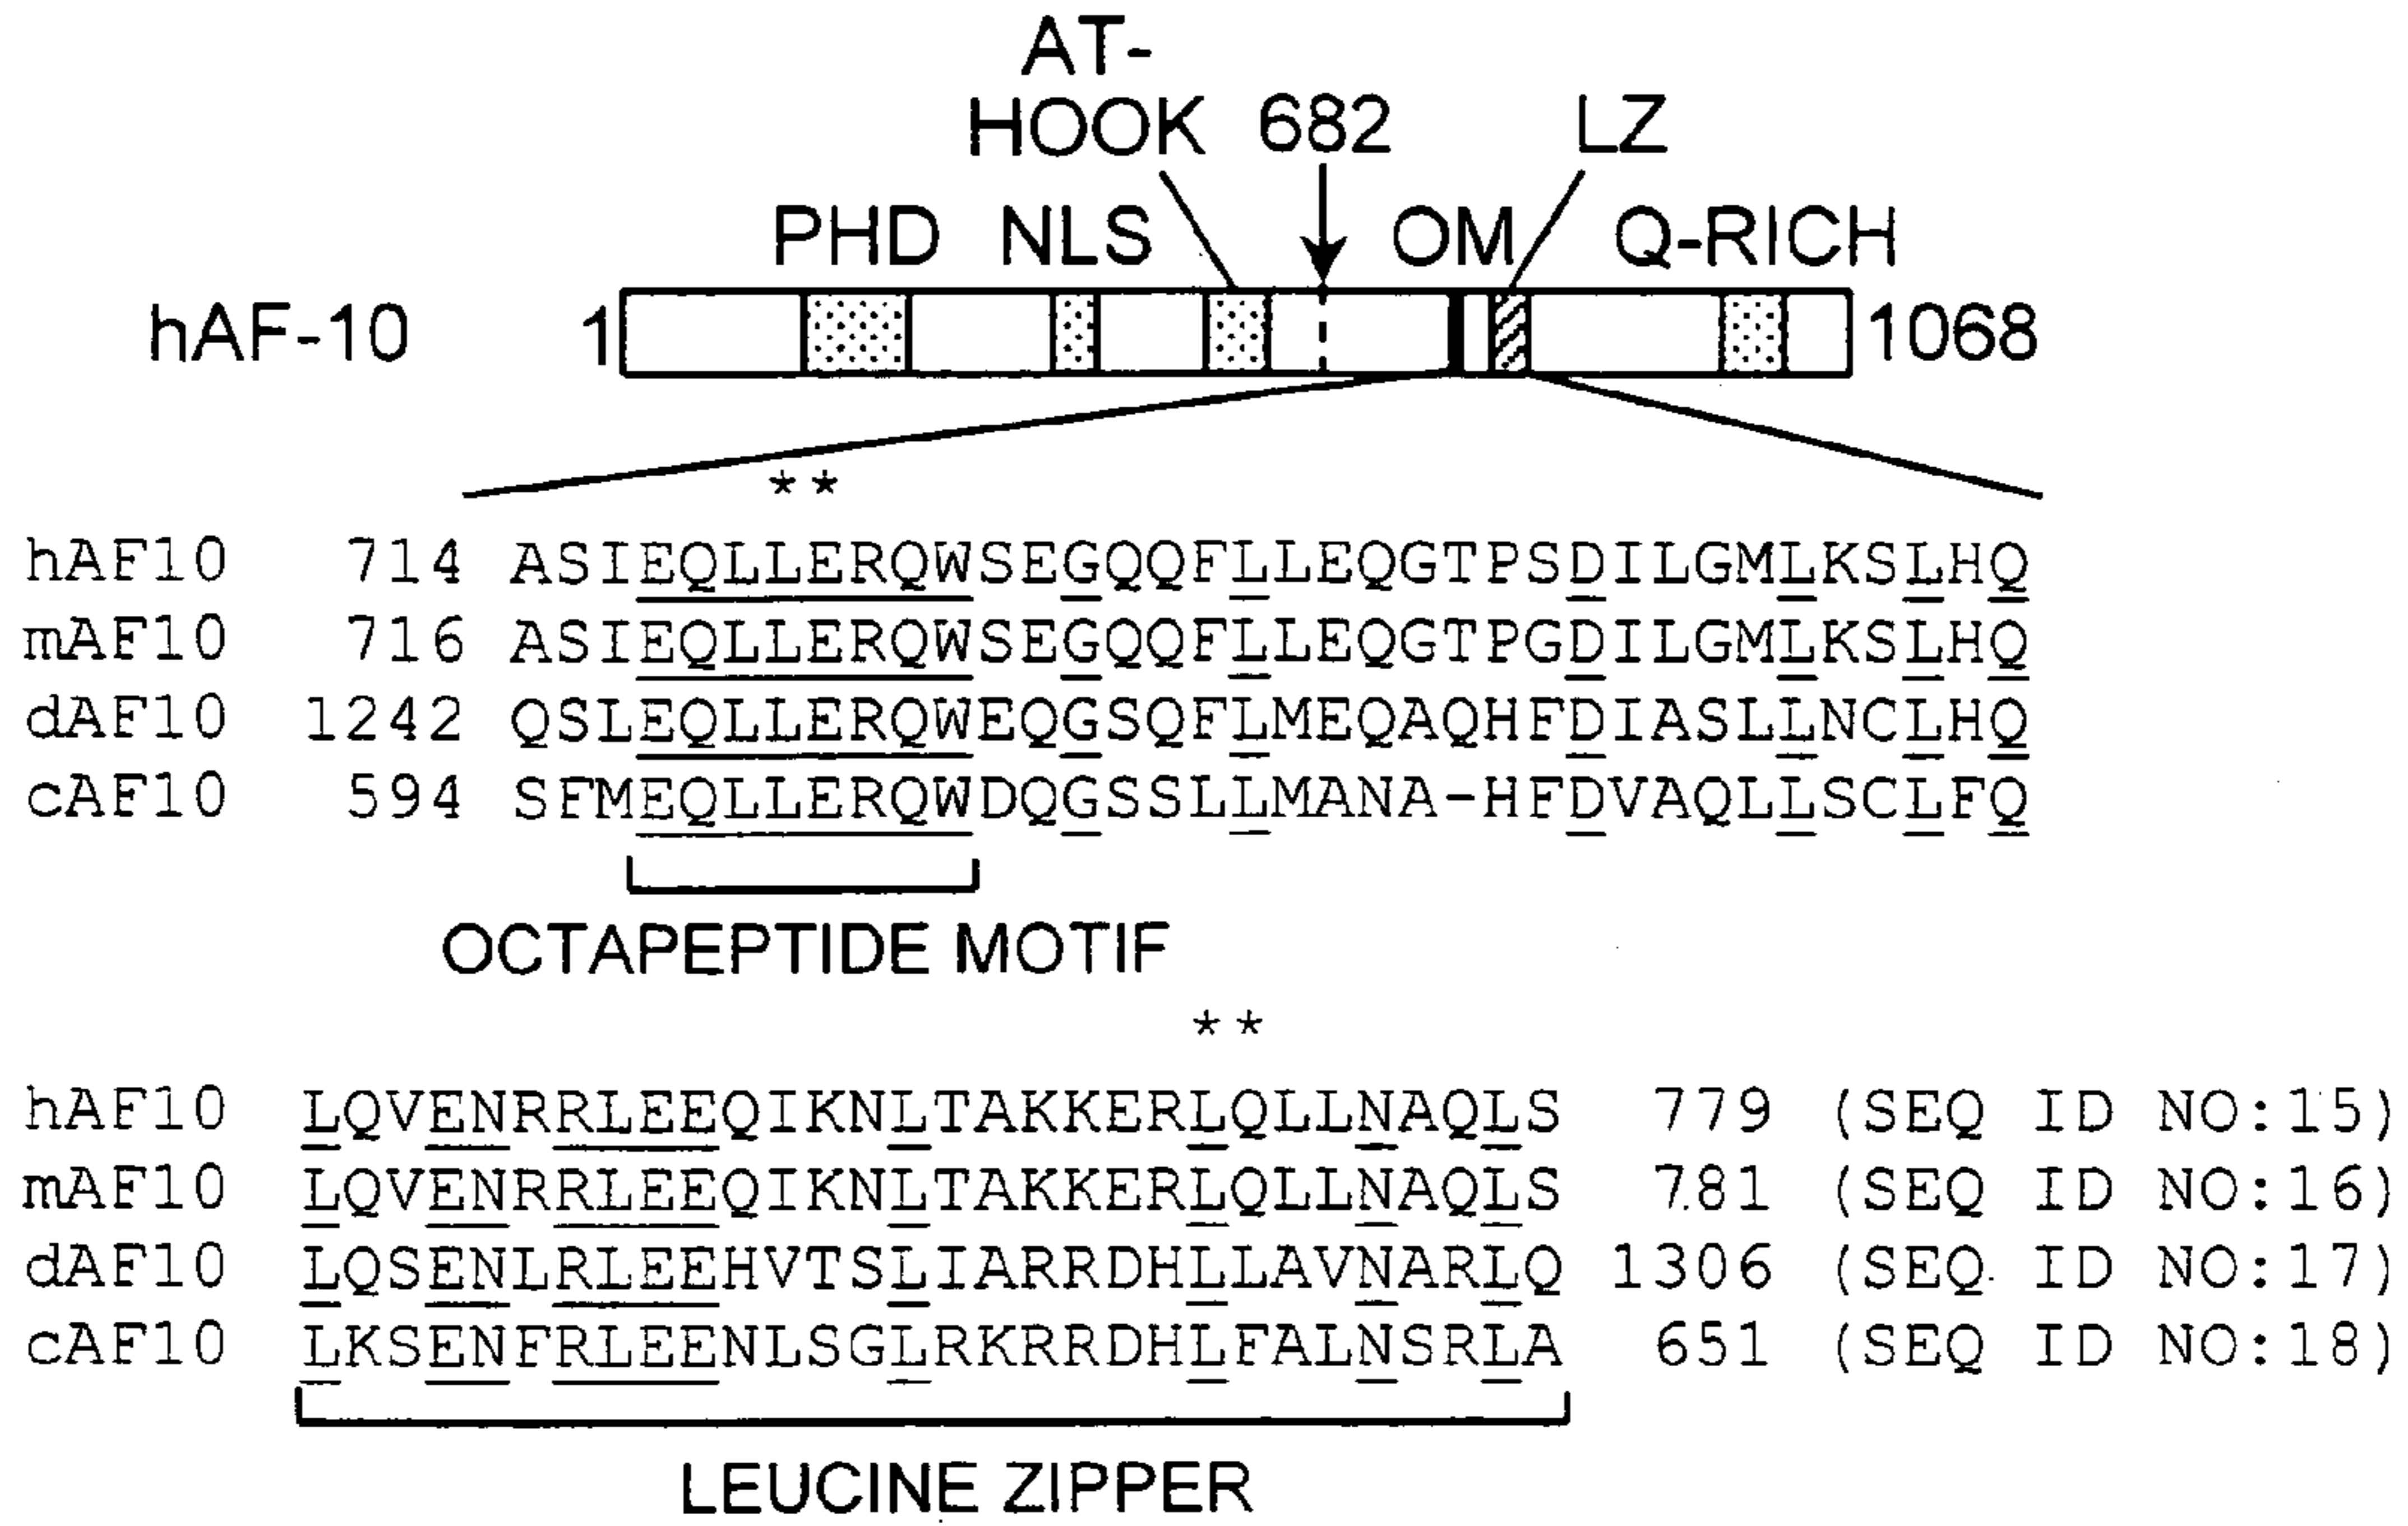 AT-
HOOK 682 LZ
PHD NLS OM Q-RICH
hAF-10 1 1068
**
hAF10 714 ASIEQLLERQWSEGQQFLLEQGTPSDILGMLKSLHQ
mAF10 716 ASIEQLLERQWSEGQQFLLEQGTPGDILGMLKSLHQ
dAF10 1242 QSLEQLLERQWEQGSQFLMEQAQHFDIASLLNCLHQ
cAF10 594 SFMEQLLERQWDQGSSLLMANA-HFDVAQLLSCLFQ
OCTAPEPTIDE MOTIF
**
hAF10 LQVENRRLEEQIKNLTAKKERLQLLNAQLS 779 (SEQ ID NO:15)
mAF10 LQVENRRLEEQIKNLTAKKERLQLLNAQLS 781 (SEQ ID NO:16)
dAF10 LQSENLRLEEHVTSLIARRDHLLAVNARLQ 1306 (SEQ ID NO:17)
cAF10 LKSENFRLEENLSGLRKRRDHLFALNSRLA 651 (SEQ ID NO:18)
LEUCINE ZIPPER